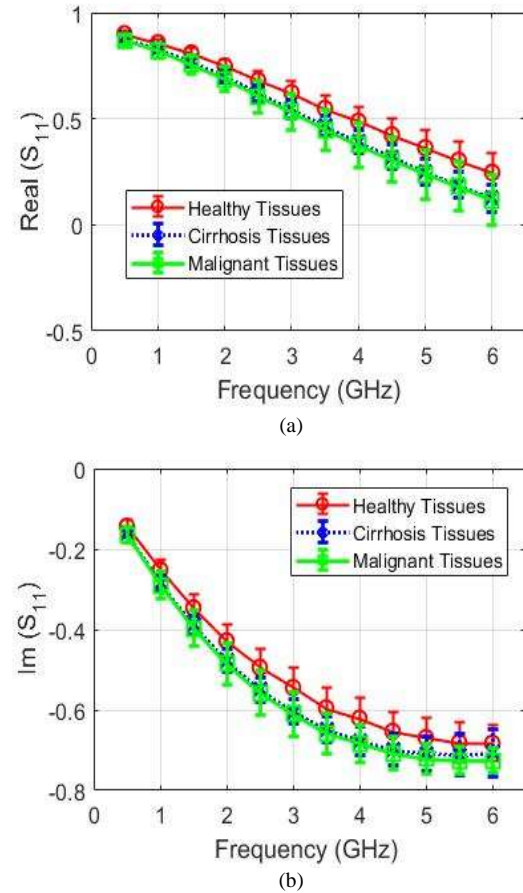 1
0.5
0
-0.5
Real (S11)
Healthy Tissues
Cirrhosis Tissues
Malignant Tissues
0 1 2 3 4 5 6
Frequency (GHz)
(a)
0
-0.2
-0.4
-0.6
-0.8
Im (S11)
Healthy Tissues
Cirrhosis Tissues
Malignant Tissues
0 1 2 3 4 5 6
Frequency (GHz)
(b)